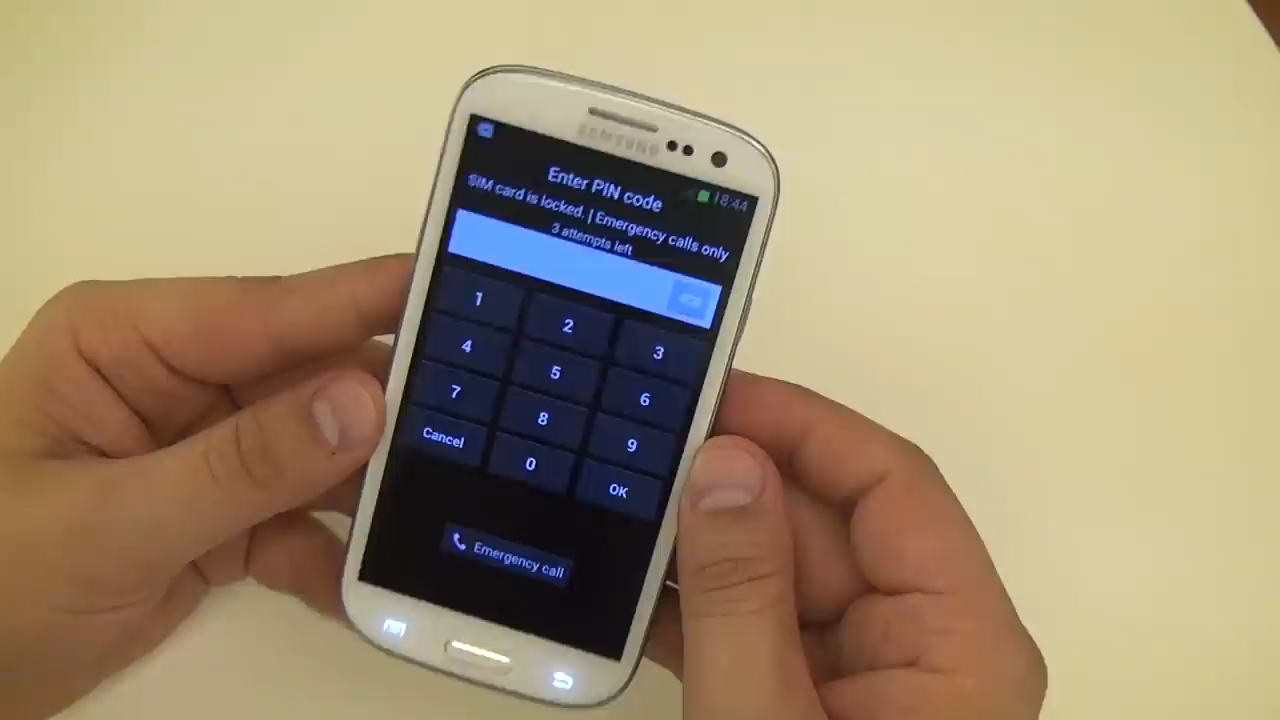 SAMSUNG
18:44
Enter PIN code
SIM card is locked. | Emergency calls only
3 attempts left
1 2 3
4 5 6
7 8 9
Cancel 0 OK
Emergency call